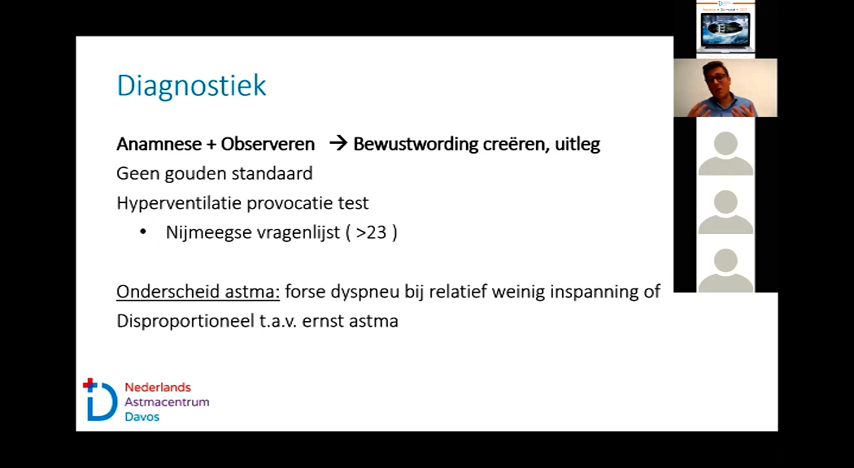 Diagnostiek
Anamnese + Observeren → Bewustwording creëren, uitleg
Geen gouden standaard
Hyperventilatie provocatie test
• Nijmeegse vragenlijst ( >23 )
Onderscheid astma: forse dyspneu bij relatief weinig inspanning of
Disproportioneel t.a.v. ernst astma
Nederlands
Astmacentrum
Davos